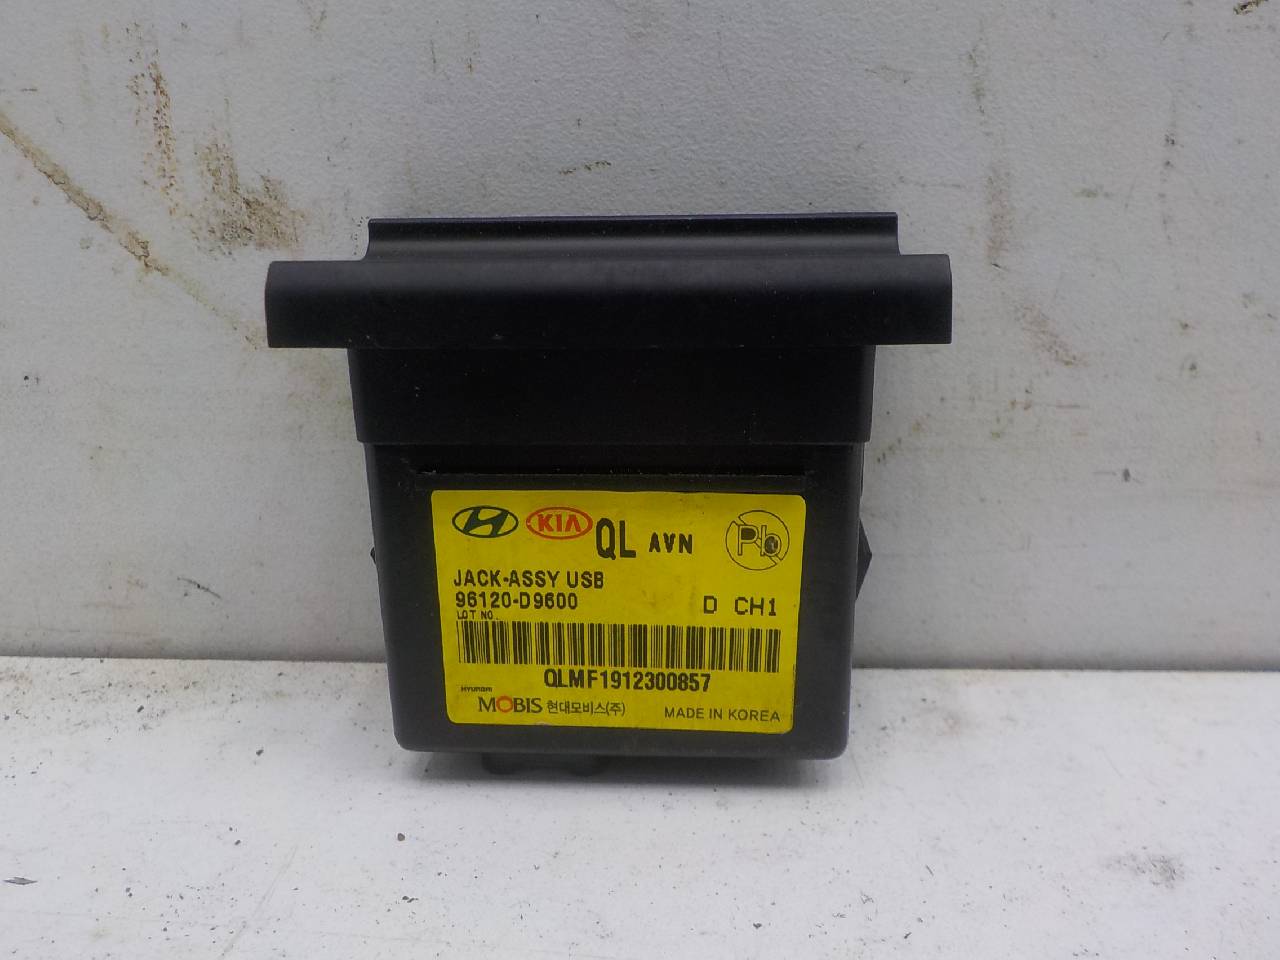 KIA QL AVN Pb
JACK-ASSY USB
96120-D9600 D CH1
LOT NO.
QLMF1912300857
HYUNDAI
MOBIS 현대모비스(주) MADE IN KOREA